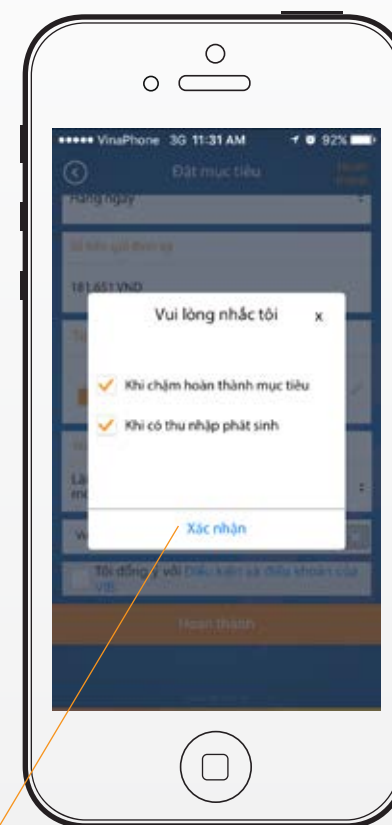 VinaPhone 3G 11:31 AM 92%
Đặt mục tiêu
Hàng ngày
181,651 VND
Vui lòng nhắc tôi x
Khi chậm hoàn thành mục tiêu
Khi có thu nhập phát sinh
Xác nhận
Tôi đồng ý với Điều kiện và điều khoản của
VIB
Hoàn thành